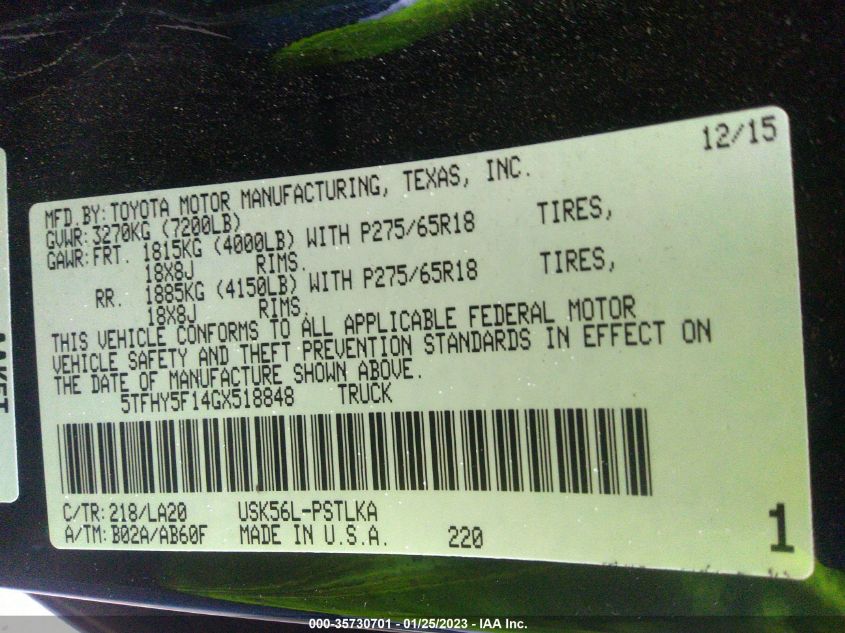 12/15
MFD.BY:TOYOTA MOTOR MANUFACTURING, TEXAS, INC.
GVWR:3270KG (7200LB)
GAWR:FRT. 1815KG (4000LB) WITH P275/65R18 TIRES,
18X8J RIMS.
RR. 1885KG (4150LB) WITH P275/65R18 TIRES,
18X8J RIMS.
THIS VEHICLE CONFORMS TO ALL APPLICABLE FEDERAL MOTOR
VEHICLE SAFETY AND THEFT PREVENTION STANDARDS IN EFFECT ON
THE DATE OF MANUFACTURE SHOWN ABOVE.
5TFHY5F14GX518848 TRUCK
C/TR:218/LA20 USK56L-PSTLKA
A/TM:B02A/AB60F MADE IN U.S.A. 220 1
000-35730701 - 01/25/2023 - IAA Inc.